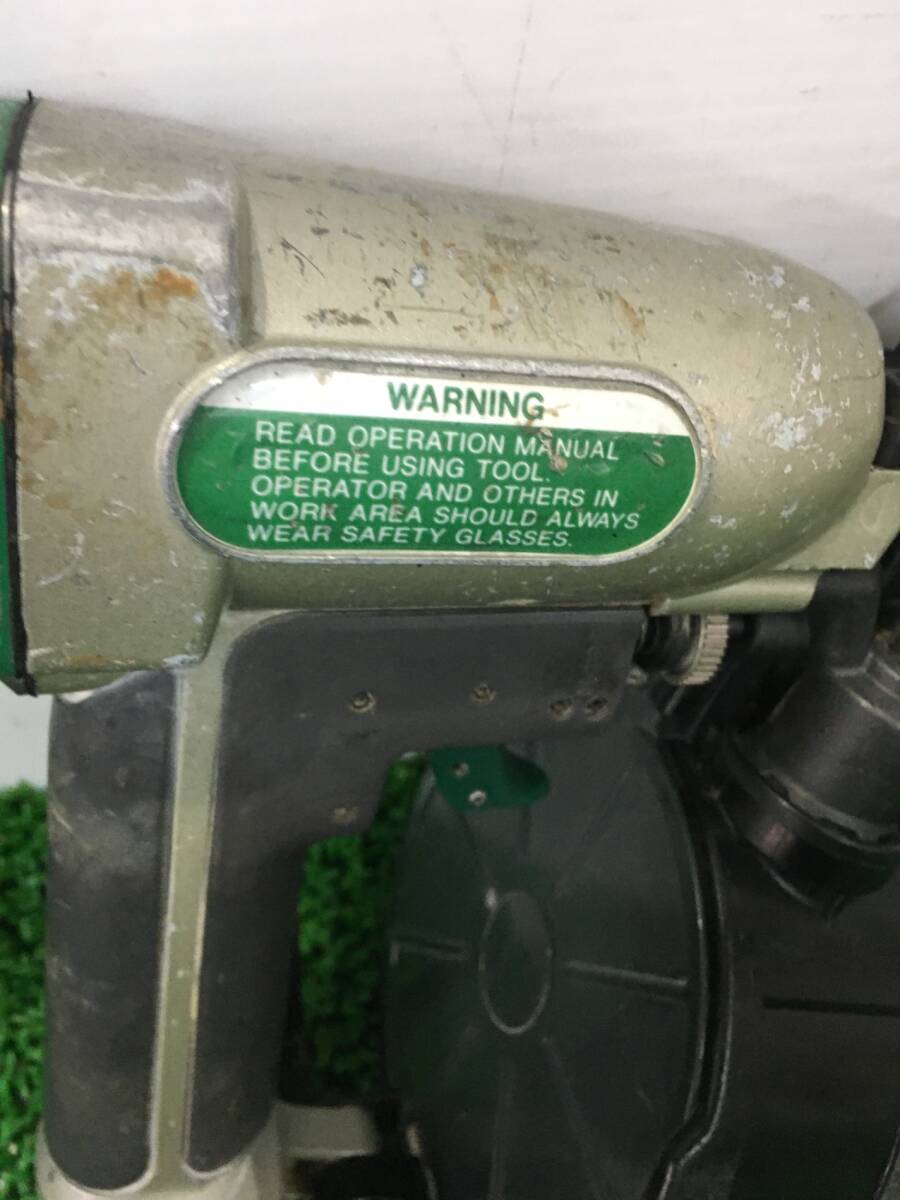 WARNING
READ OPERATION MANUAL
BEFORE USING TOOL.
OPERATOR AND OTHERS IN
WORK AREA SHOULD ALWAYS
WEAR SAFETY GLASSES.